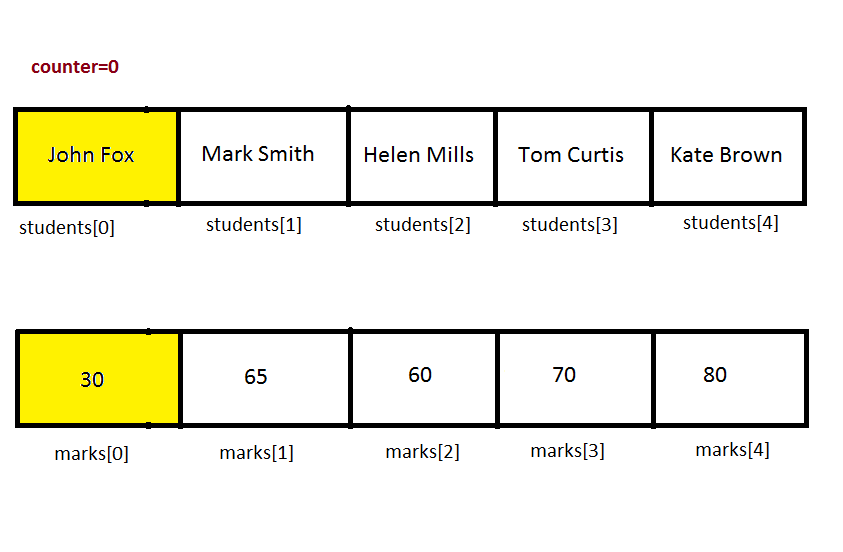 counter=0
John Fox Mark Smith Helen Mills Tom Curtis Kate Brown
students[0] students[1] students[2] students[3] students[4]
30 65 60 70 80
marks[0] marks[1] marks[2] marks[3] marks[4]